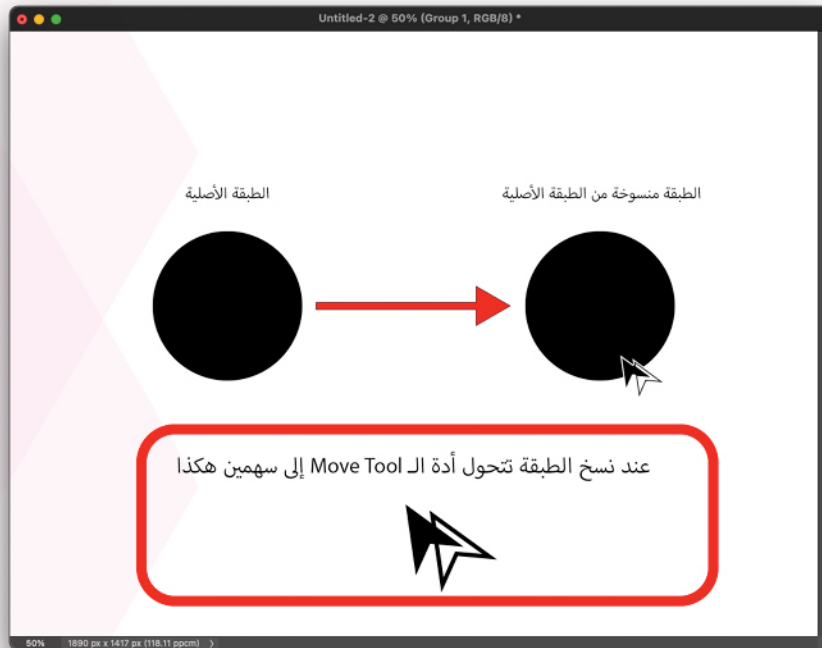 Untitled-2 @ 50% (Group 1, RGB/8) *
الطبقة منسوخة من الطبقة الأصلية
الطبقة الأصلية
عند نسخ الطبقة تتحول أدة الـ Move Tool إلى سهمين هكذا
50% 1890 px x 1417 px (118.11 ppcm)